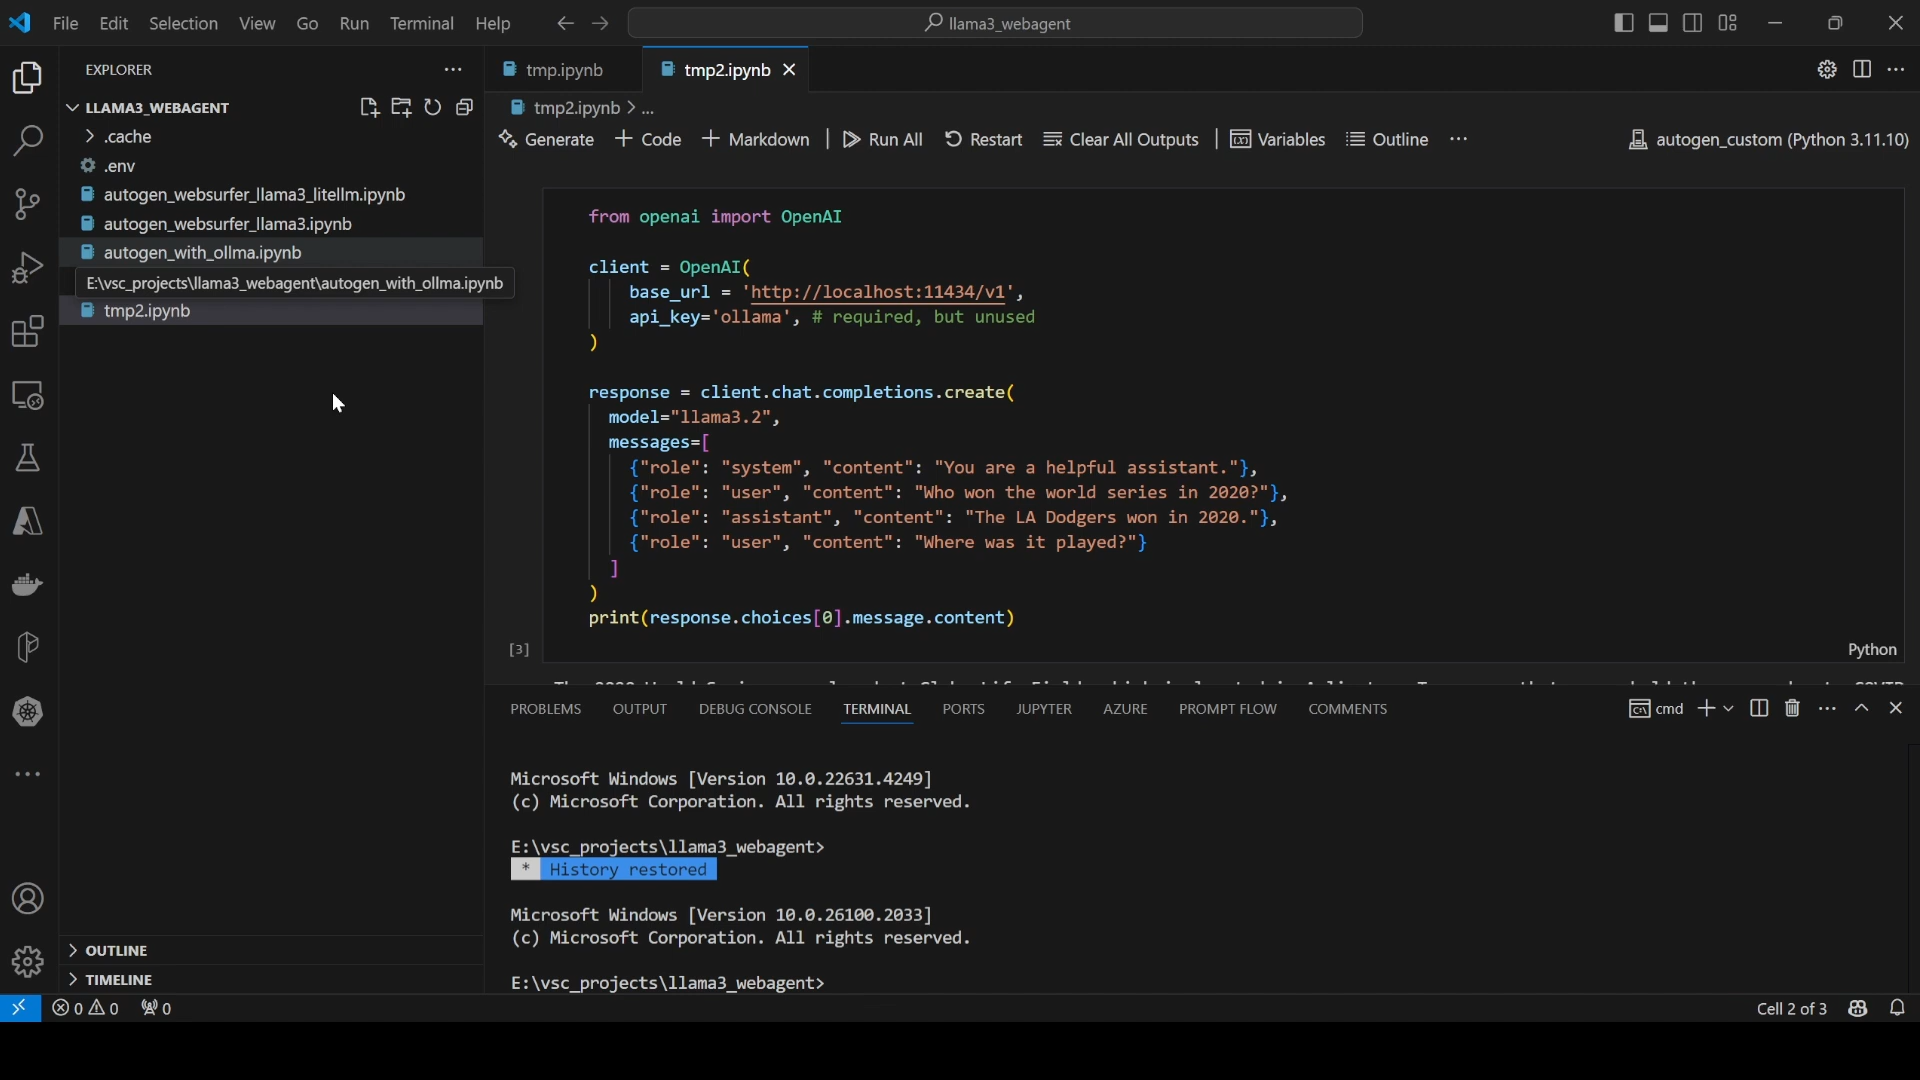 File Edit Selection View Go Run Terminal Help
llama3_webagent
EXPLORER
LLAMA3_WEBAGENT
.cache
.env
autogen_websurfer_llama3_litellm.ipynb
autogen_websurfer_llama3.ipynb
autogen_with_ollma.ipynb
E:\vsc_projects\llama3_webagent\autogen_with_ollma.ipynb
tmp2.ipynb
OUTLINE
TIMELINE
tmp.ipynb
tmp2.ipynb
tmp2.ipynb > ...
Generate + Code + Markdown Run All Restart Clear All Outputs Variables Outline ...
autogen_custom (Python 3.11.10)
from openai import OpenAI
client = OpenAI(
base_url = 'http://localhost:11434/v1',
api_key='ollama', # required, but unused
)
response = client.chat.completions.create(
model="llama3.2",
messages=[
{"role": "system", "content": "You are a helpful assistant."},
{"role": "user", "content": "Who won the world series in 2020?"},
{"role": "assistant", "content": "The LA Dodgers won in 2020."},
{"role": "user", "content": "Where was it played?"}
]
)
print(response.choices[0].message.content)
[3]
Python
PROBLEMS OUTPUT DEBUG CONSOLE TERMINAL PORTS JUPYTER AZURE PROMPT FLOW COMMENTS
cmd
Microsoft Windows [Version 10.0.22631.4249]
(c) Microsoft Corporation. All rights reserved.
E:\vsc_projects\llama3_webagent>
* History restored
Microsoft Windows [Version 10.0.26100.2033]
(c) Microsoft Corporation. All rights reserved.
E:\vsc_projects\llama3_webagent>
0 0 0
Cell 2 of 3